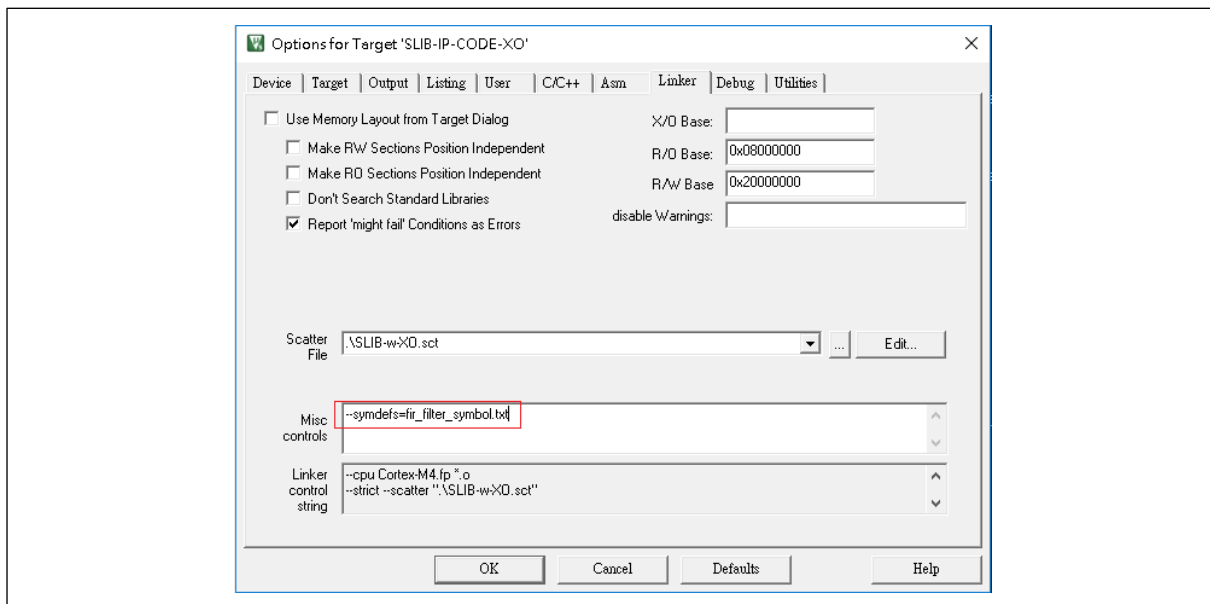 Options for Target 'SLIB-IP-CODE-XO'
Device Target Output Listing User C/C++ Asm Linker Debug Utilities
Use Memory Layout from Target Dialog
X/O Base:
Make RW Sections Position Independent
R/O Base: 0x08000000
Make RO Sections Position Independent
R/W Base 0x20000000
Don't Search Standard Libraries
disable Warnings:
Report 'might fail' Conditions as Errors
Scatter File
.\SLIB-w-XO.sct
... Edit...
Misc controls
--symdefs=fir_filter_symbol.txt
Linker control string
--cpu Cortex-M4.fp *.o
--strict --scatter ".\SLIB-w-XO.sct"
OK Cancel Defaults Help